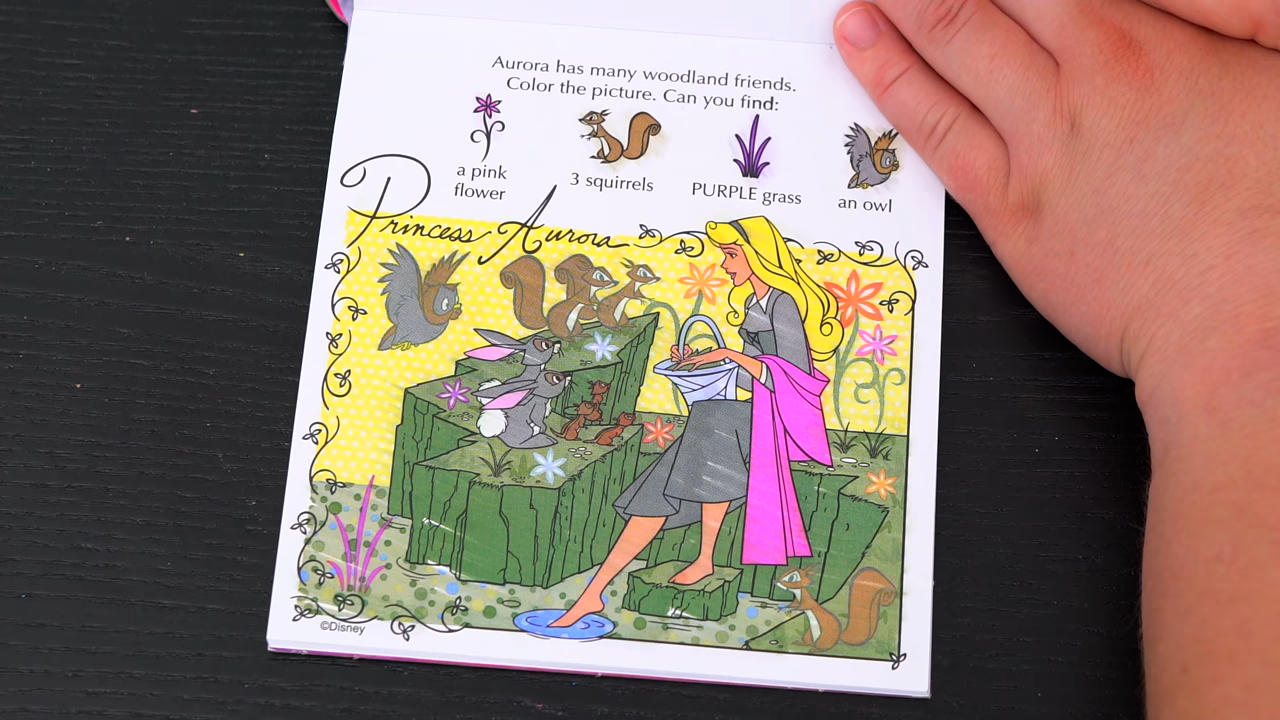 Aurora has many woodland friends.
Color the picture. Can you find:
a pink
flower
3 squirrels
PURPLE grass
an owl
Princess Aurora
©Disney